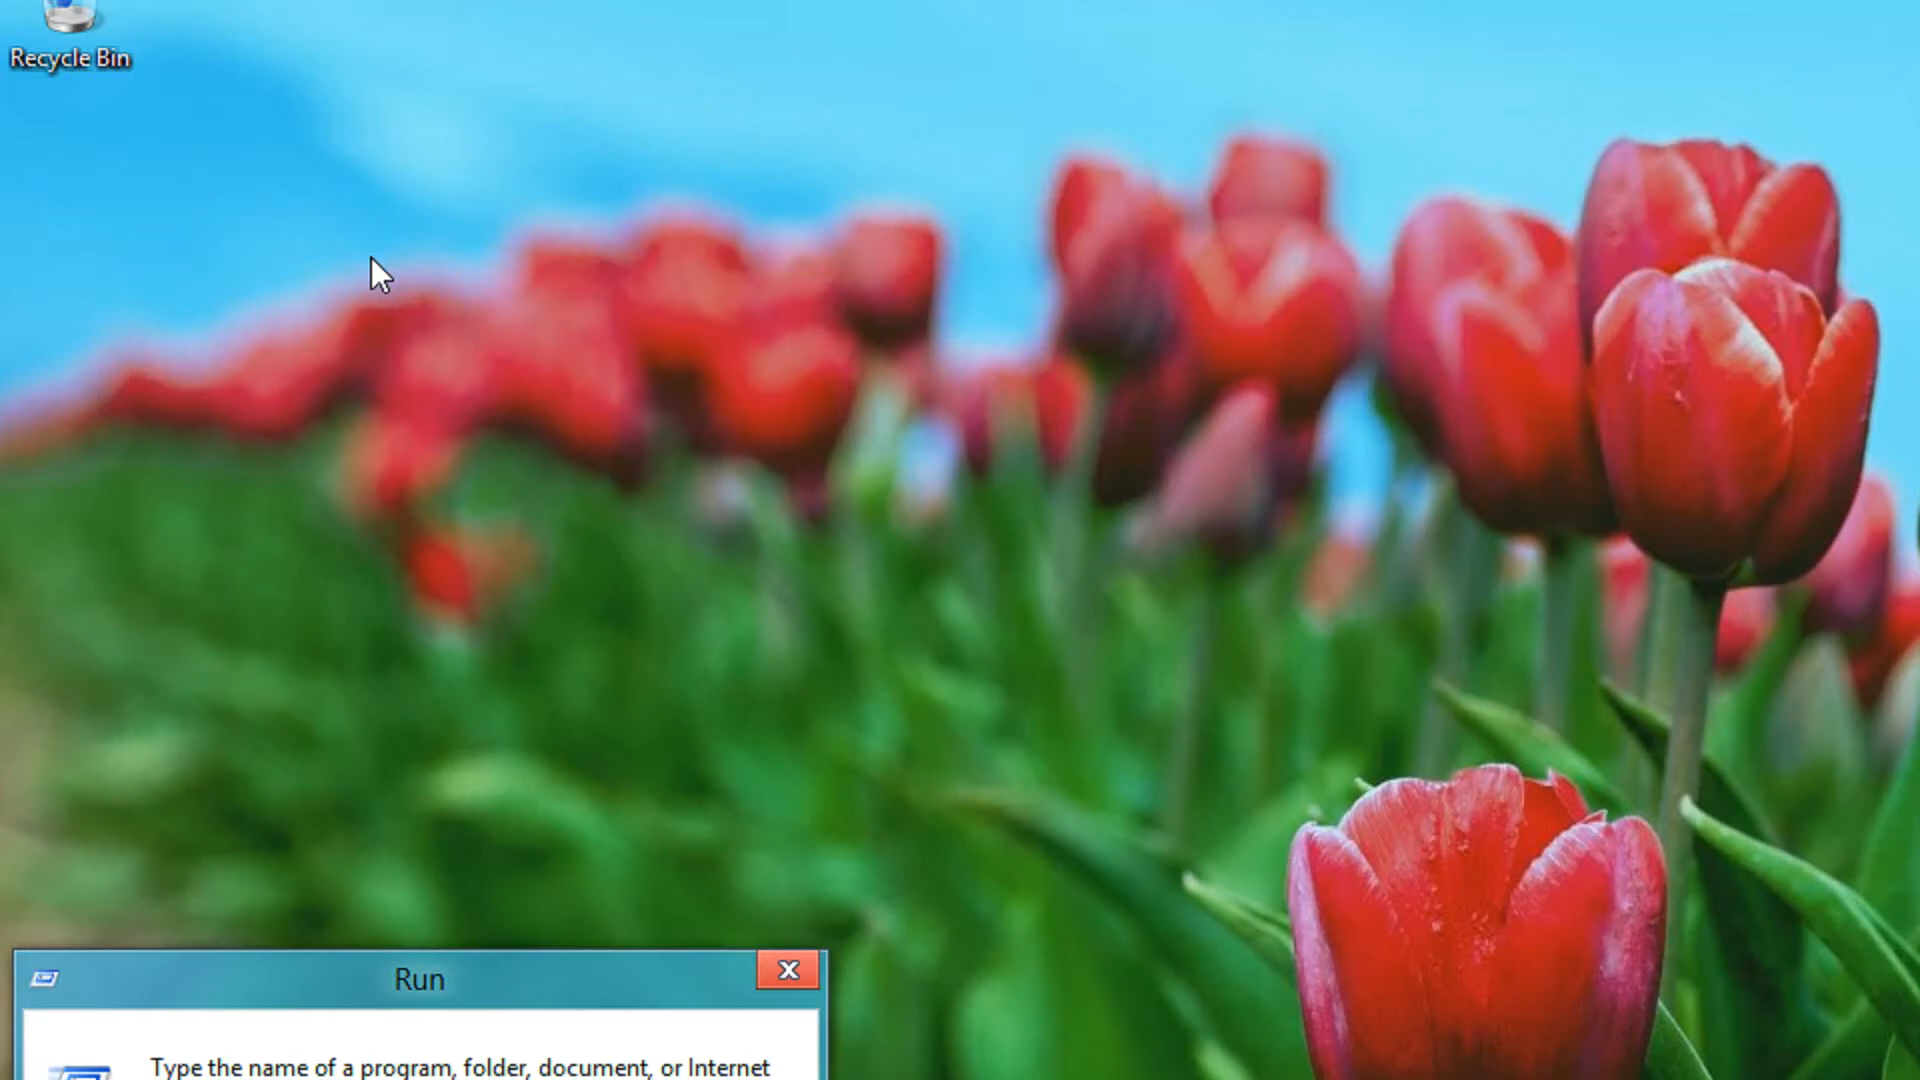 Recycle Bin
Run
Type the name of a program, folder, document, or Internet